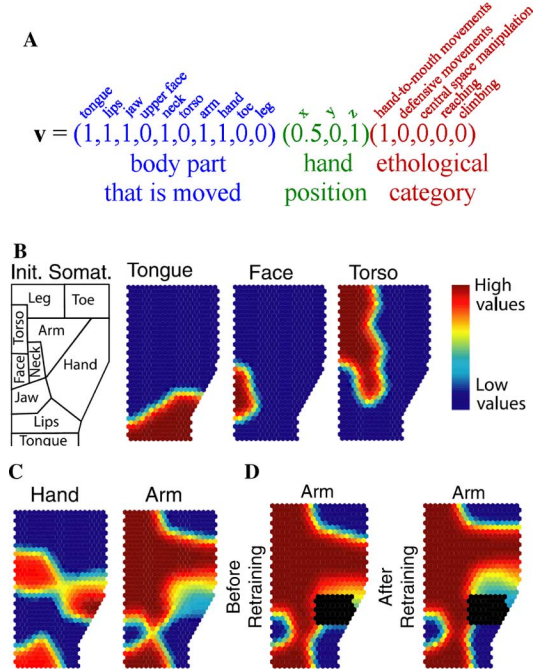 A
tongue
lips
jaw
upper face
neck
torso
arm
hand
toe
leg
x
y
z
hand-to-mouth movements
defensive movements
central space manipulation
reaching
climbing
v = (1,1,1,0,1,0,1,1,0,0) (0.5,0,1)(1,0,0,0,0)
body part hand ethological
that is moved position category
B
Init. Somat. Tongue Face Torso
Leg Toe
Torso
Arm
Hand
Face
Neck
Jaw
Lips
Tongue
High
values
Low
values
C D
Hand Arm Arm Arm
Before
Retraining
After
Retraining